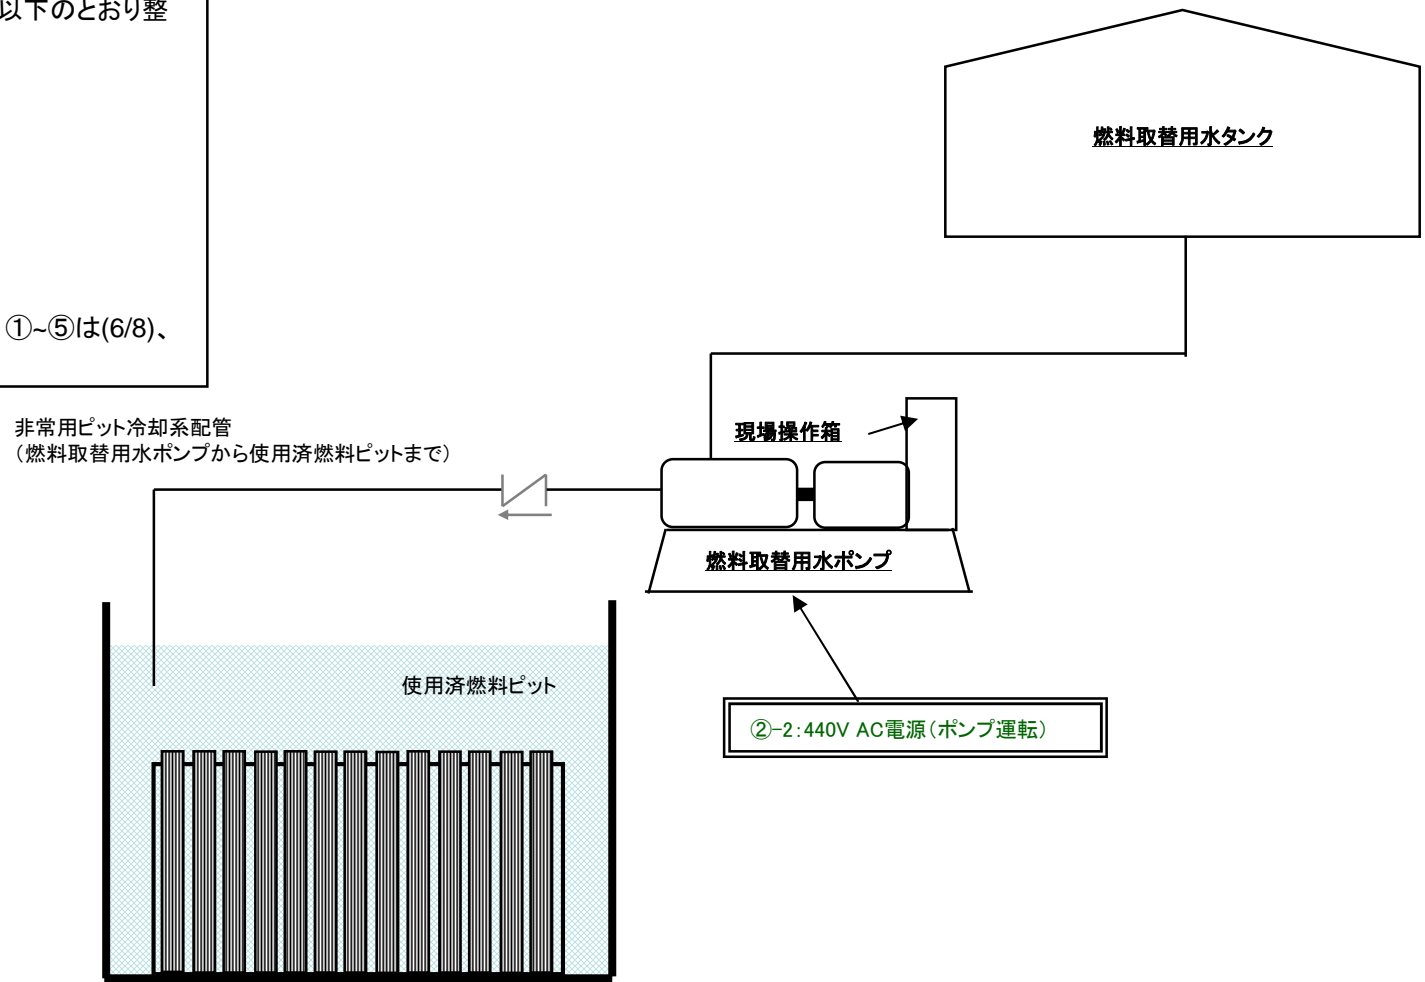 以下のとおり整
①~⑤は(6/8)、
燃料取替用水タンク
非常用ピット冷却系配管
（燃料取替用水ポンプから使用済燃料ピットまで）
現場操作箱
燃料取替用水ポンプ
使用済燃料ピット
②-2：440V AC電源（ポンプ運転）